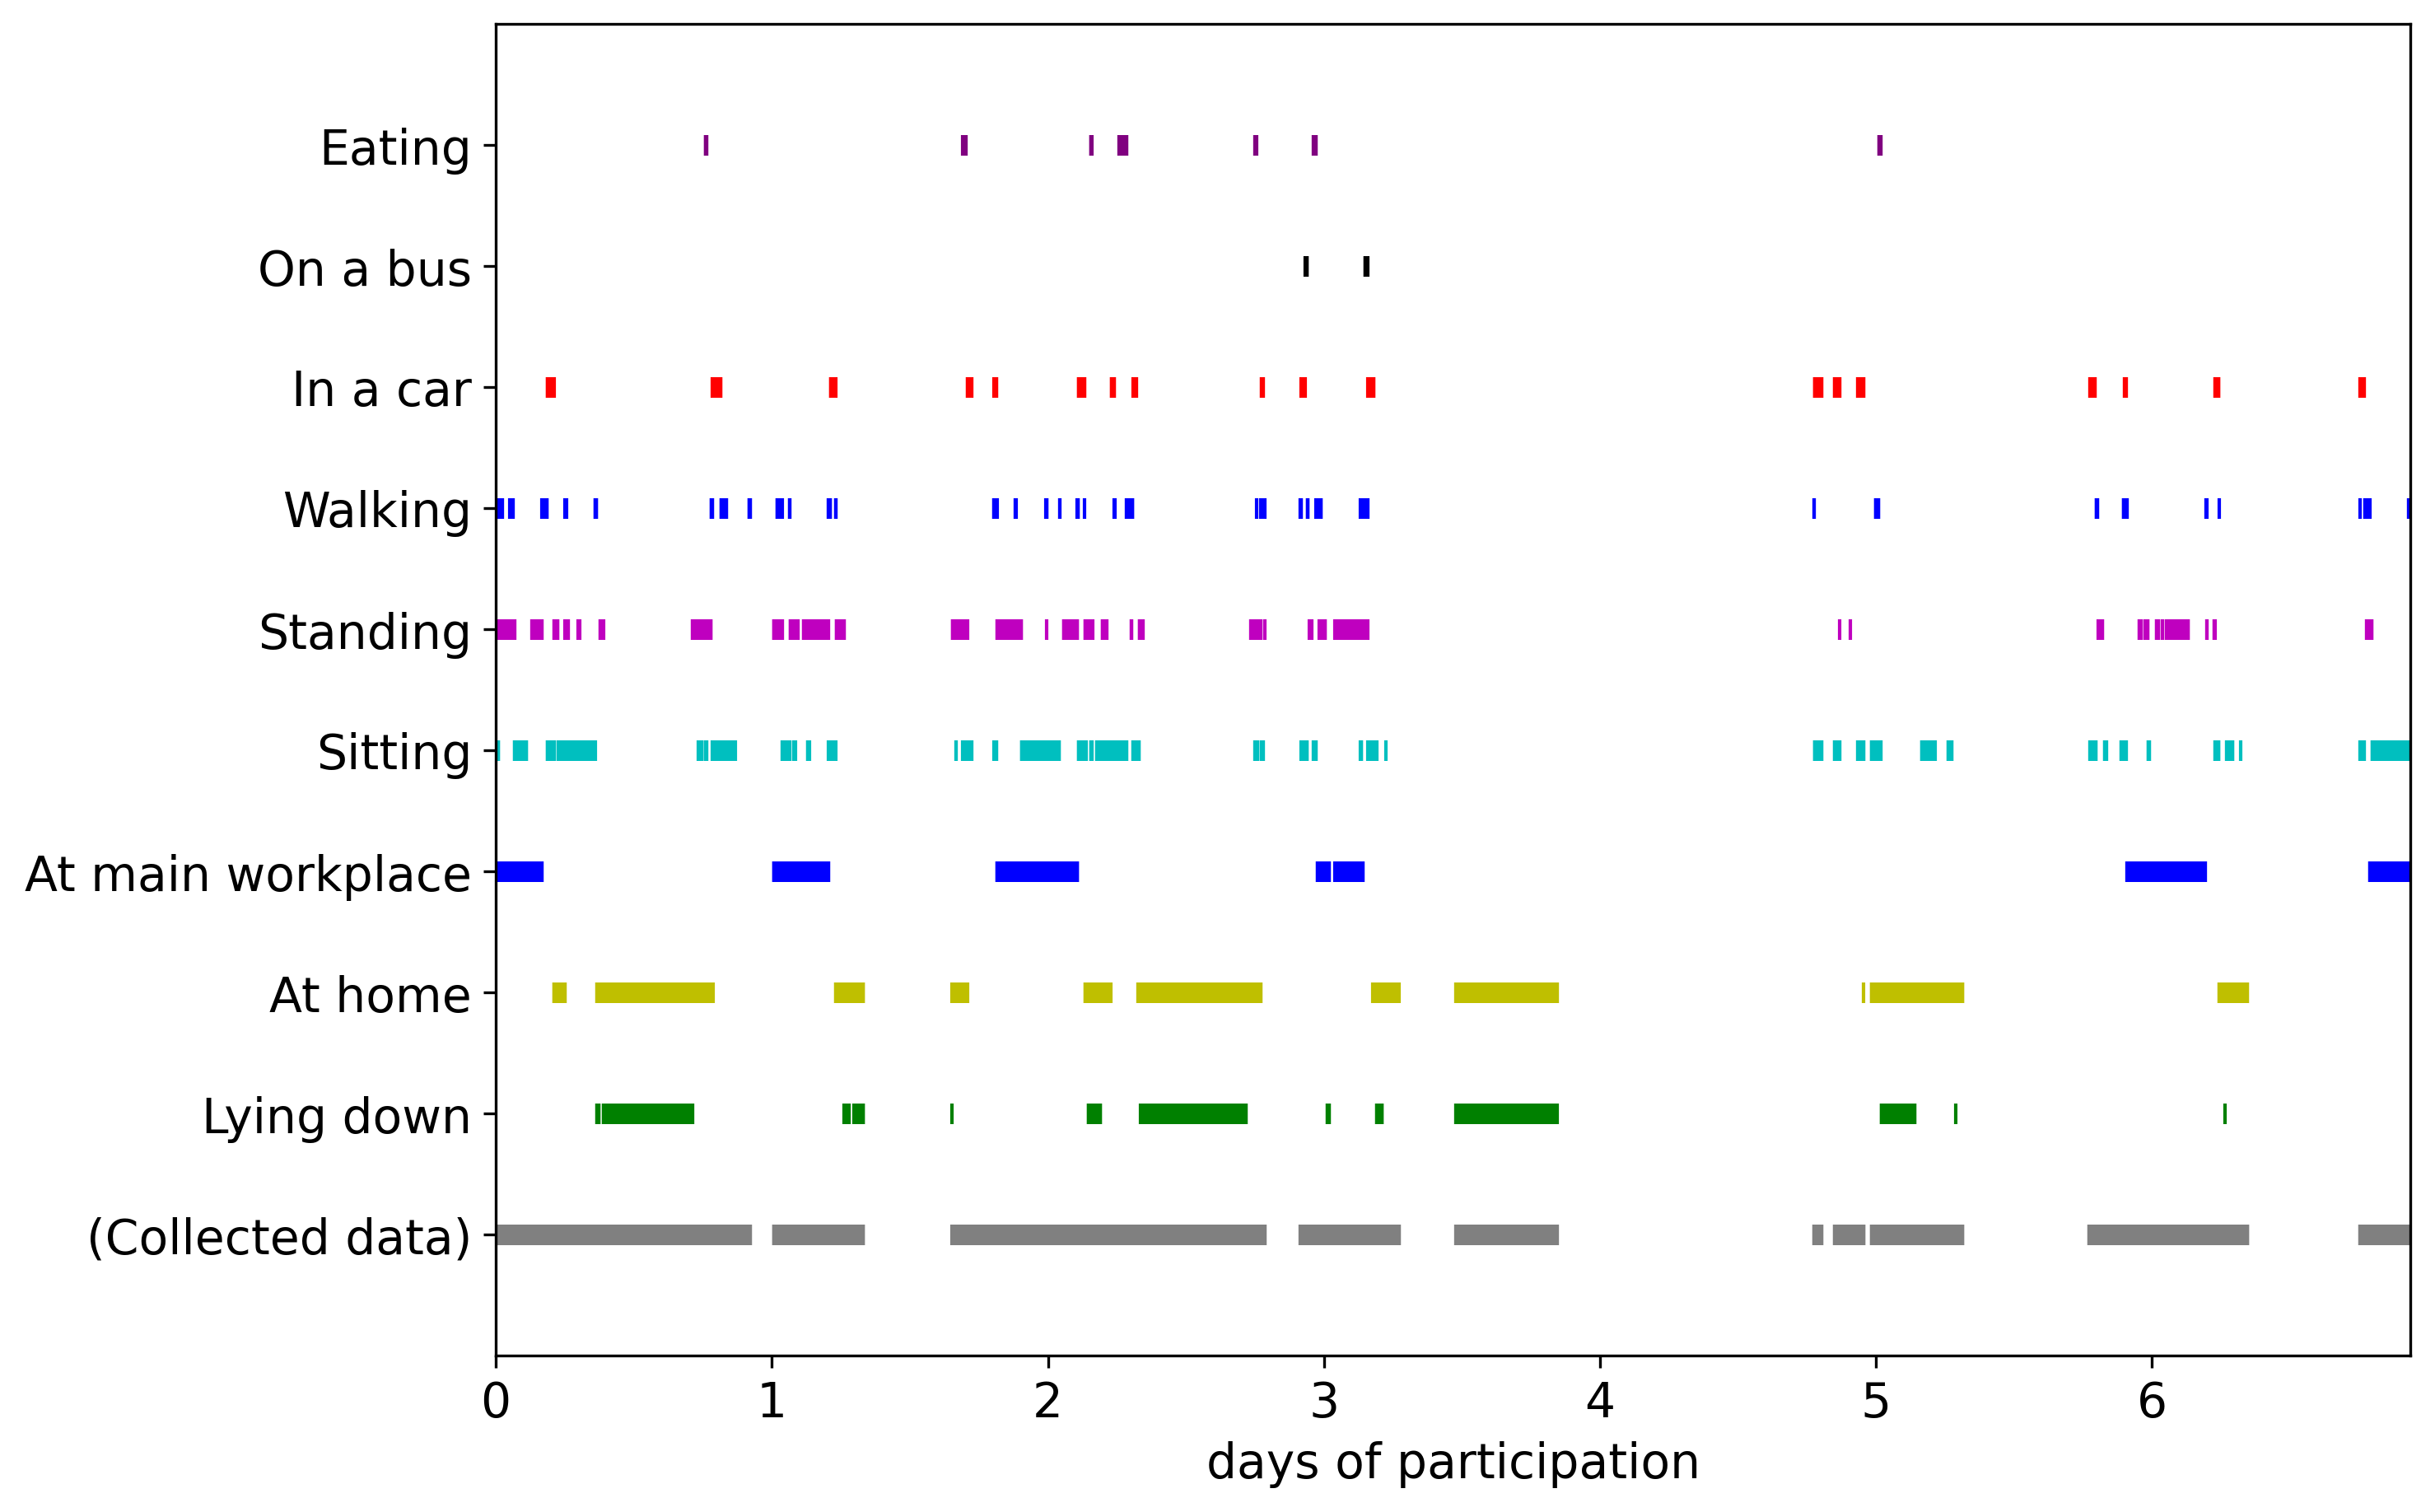 Eating
On a bus
In a car
Walking
Standing
Sitting
At main workplace
At home
Lying down
(Collected data)
0 1 2 3 4 5 6
days of participation